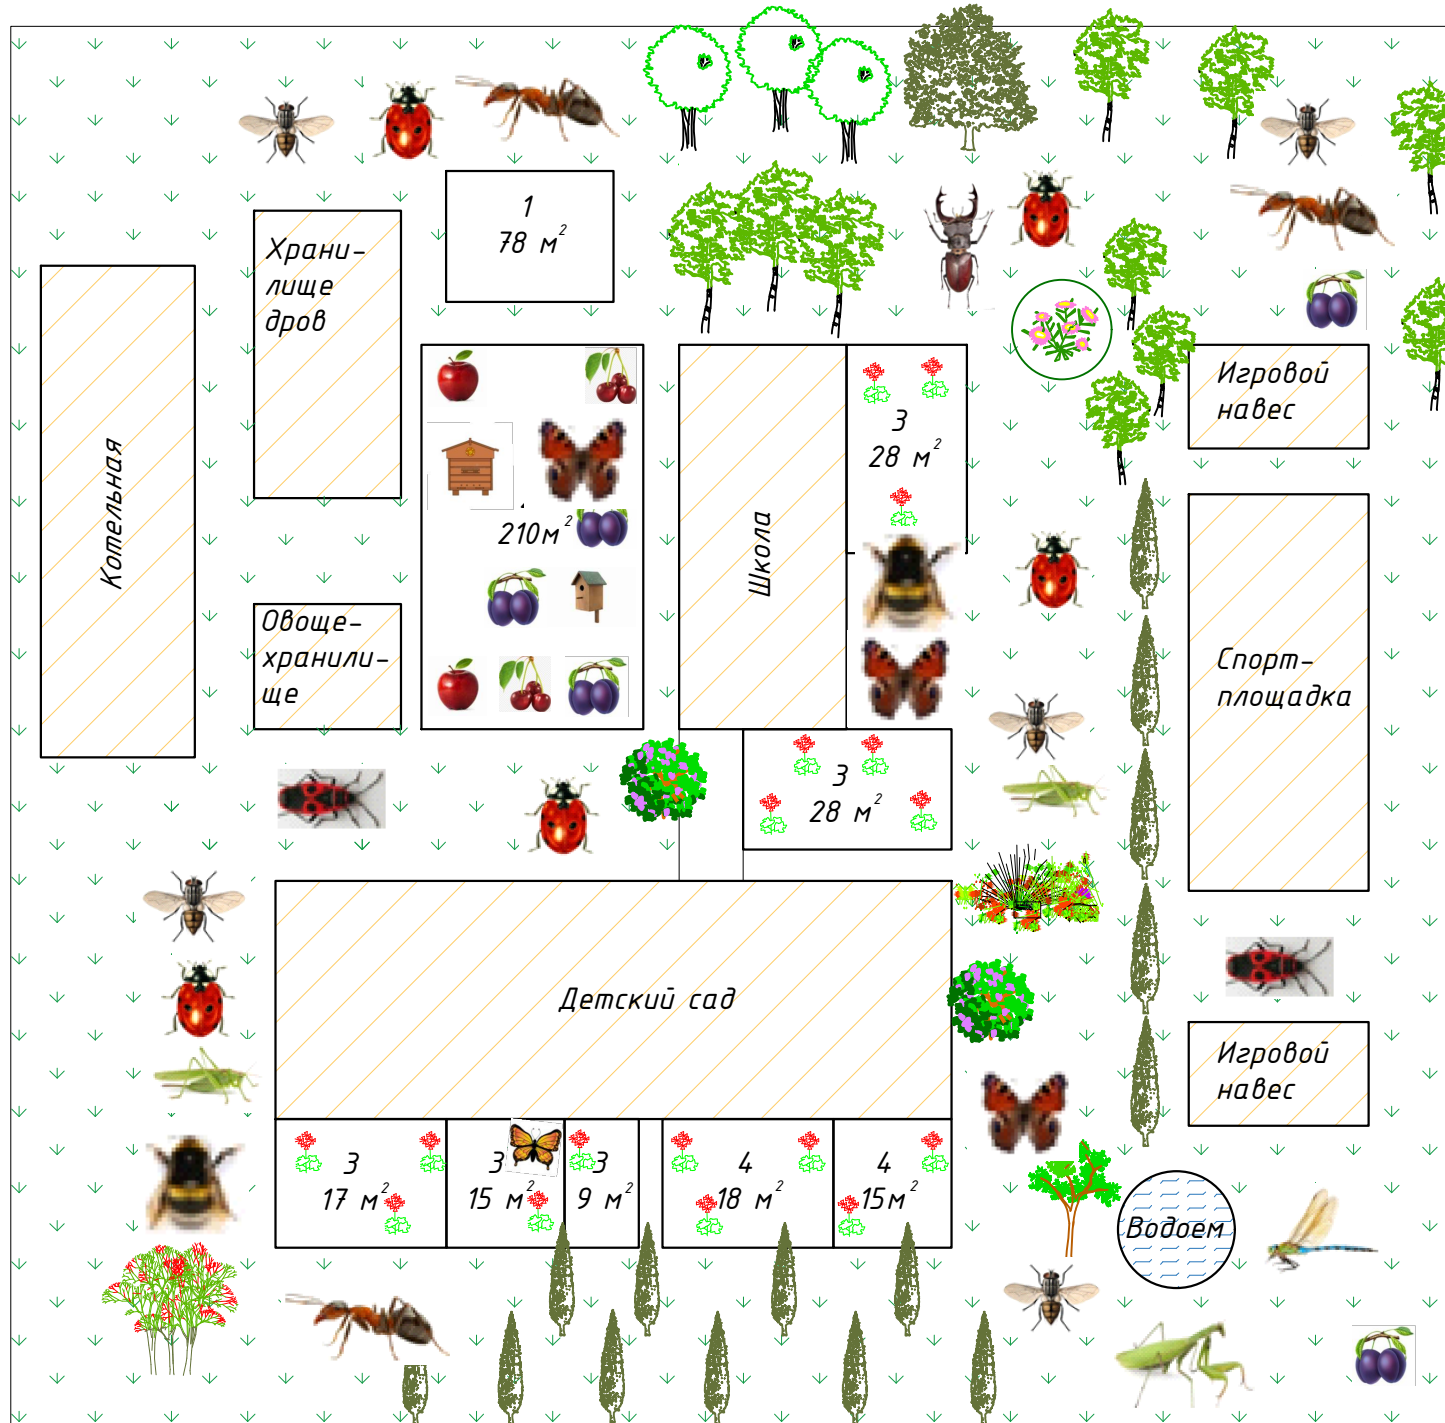 1
78 м²
Храни-
лище
дров
Котельная
210м²
Овоще-
хранили-
ще
Школа
3
28 м²
Игровой
навес
Спорт-
площадка
3
28 м²
Детский сад
Игровой
навес
3
17 м²
3
15 м²
3
9 м²
4
18 м²
4
15м²
Водоем